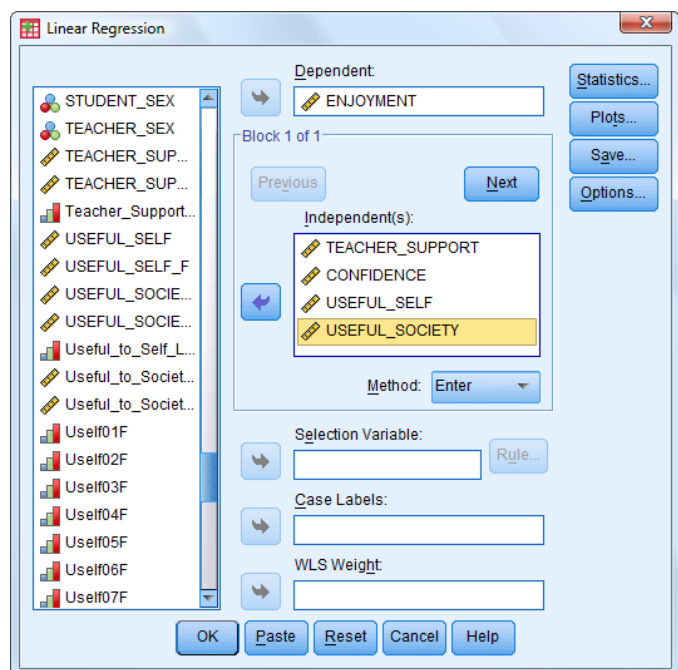 Linear Regression
STUDENT_SEX
TEACHER_SEX
TEACHER_SUP...
TEACHER_SUP...
Teacher_Support...
USEFUL_SELF
USEFUL_SELF_F
USEFUL_SOCIE...
USEFUL_SOCIE...
Useful_to_Self_L...
Useful_to_Societ...
Useful_to_Societ...
Uself01F
Uself02F
Uself03F
Uself04F
Uself05F
Uself06F
Uself07F
Dependent:
ENJOYMENT
Block 1 of 1
Previous
Next
Independent(s):
TEACHER_SUPPORT
CONFIDENCE
USEFUL_SELF
USEFUL_SOCIETY
Method: Enter
Selection Variable:
Rule...
Case Labels:
WLS Weight:
Statistics...
Plots...
Save...
Options...
OK Paste Reset Cancel Help